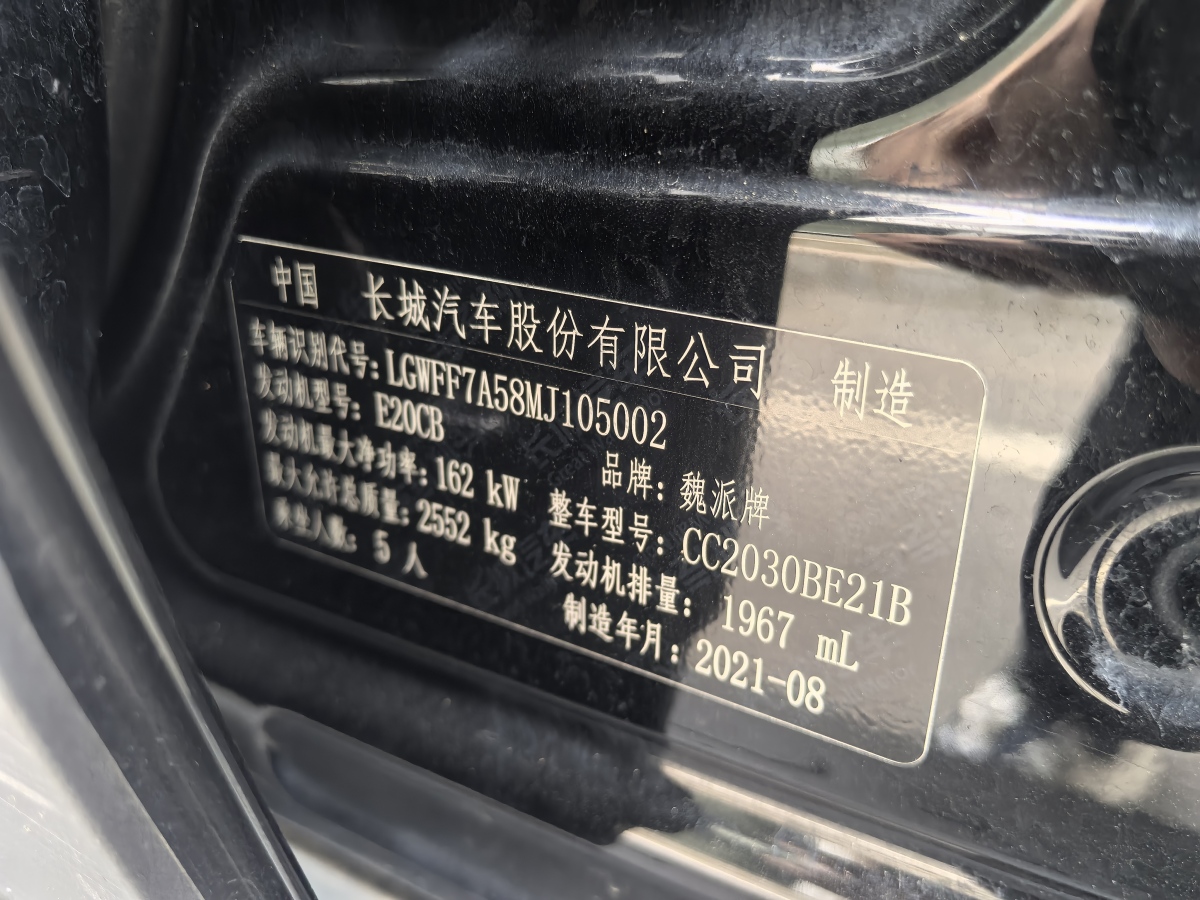 中国 长城汽车股份有限公司 制造
车辆识别代号: LGWFF7A58MJ105002
发动机型号: E20CB 品牌: 魏派牌
发动机最大净功率: 162 kW 整车型号: CC2030BE21B
最大允许总质量: 2552 kg 发动机排量: 1967 mL
乘坐人数: 5 人 制造年月: 2021-08